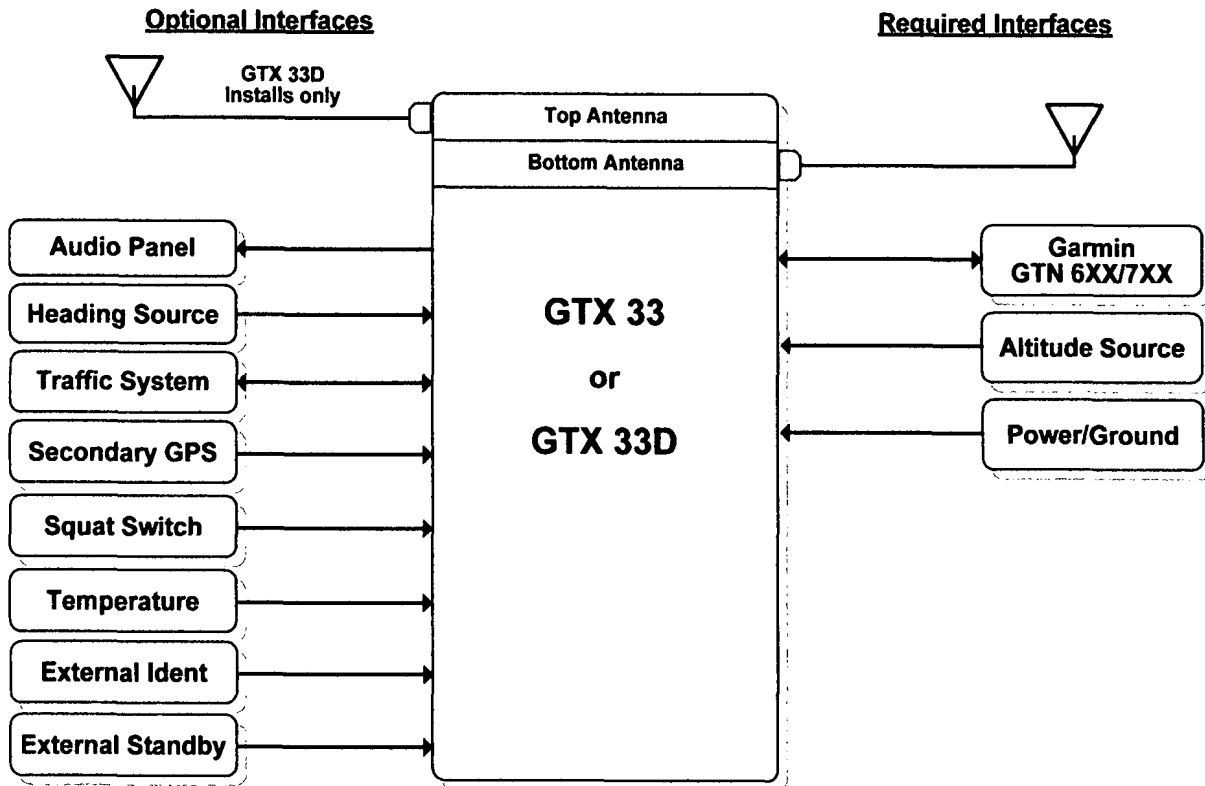 Optional Interfaces
Required Interfaces
GTX 33D
Installs only
Top Antenna
Bottom Antenna
Audio Panel
Heading Source
Traffic System
Secondary GPS
Squat Switch
Temperature
External Ident
External Standby
GTX 33
or
GTX 33D
Garmin
GTN 6XX/7XX
Altitude Source
Power/Ground